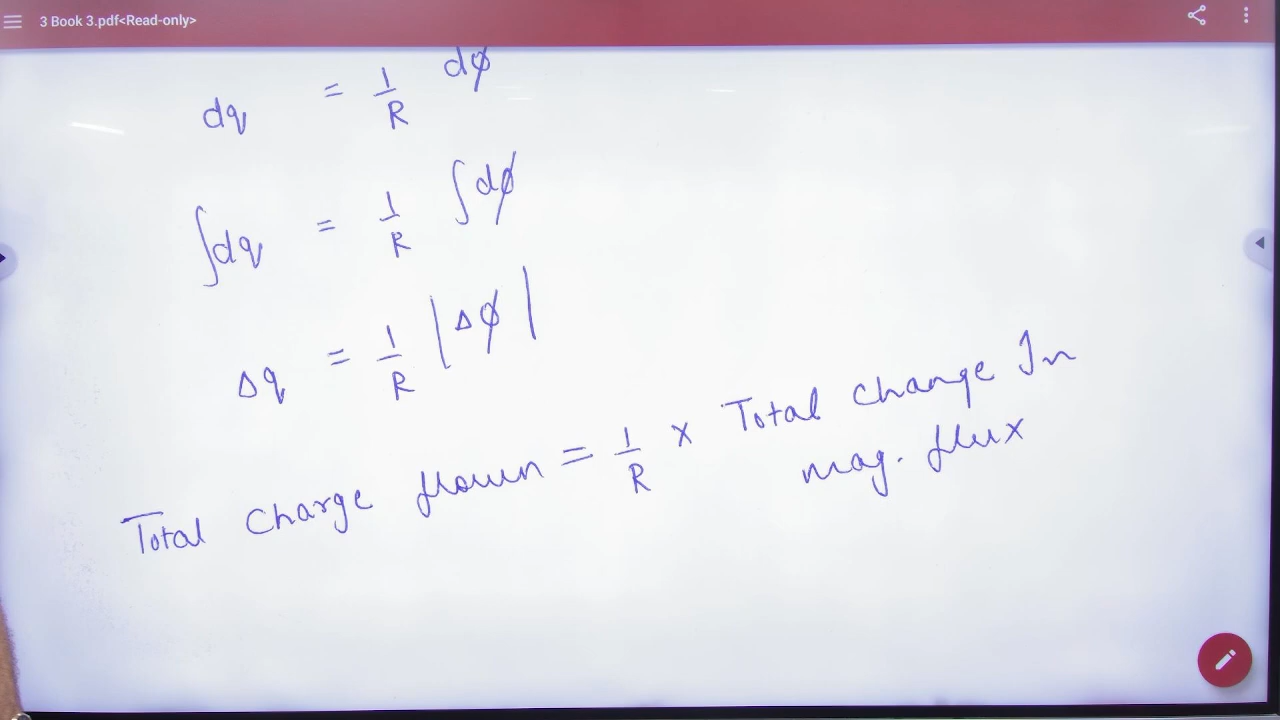 3 Book 3.pdf<Read-only>
dq = 1/R dφ
∫dq = 1/R ∫dφ
Δq = 1/R |Δφ|
Total Charge flown = 1/R × Total Change In
mag. flux